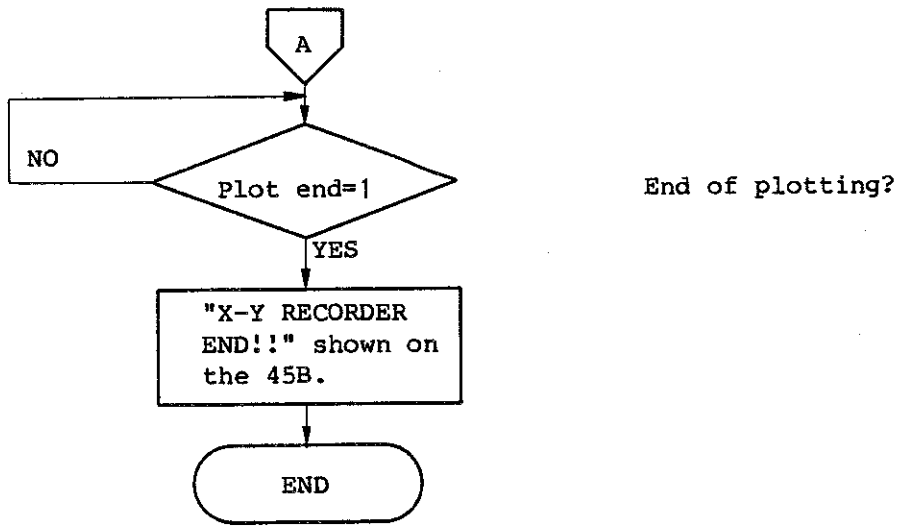 A
NO
Plot end=1
End of plotting?
YES
"X-Y RECORDER
END!!" shown on
the 45B.
END